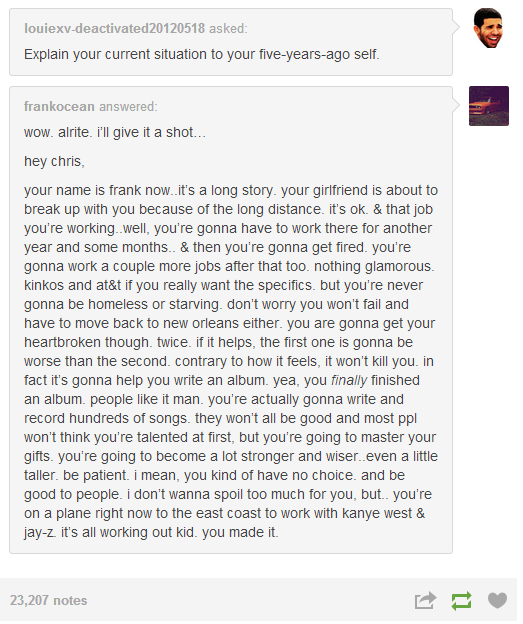 louiexv-deactivated20120518 asked:
Explain your current situation to your five-years-ago self.
frankocean answered:
wow. alrite. i'll give it a shot...
hey chris,
your name is frank now..it's a long story. your girlfriend is about to
break up with you because of the long distance. it's ok. & that job
you're working..well, you're gonna have to work there for another
year and some months.. & then you're gonna get fired. you're
gonna work a couple more jobs after that too. nothing glamorous.
kinkos and at&t if you really want the specifics. but you're never
gonna be homeless or starving. don't worry you won't fail and
have to move back to new orleans either. you are gonna get your
heartbroken though. twice. if it helps, the first one is gonna be
worse than the second. contrary to how it feels, it won't kill you. in
fact it's gonna help you write an album. yea, you finally finished
an album. people like it man. you're actually gonna write and
record hundreds of songs. they won't all be good and most ppl
won't think you're talented at first, but you're going to master your
gifts. you're going to become a lot stronger and wiser..even a little
taller. be patient. i mean, you kind of have no choice. and be
good to people. i don't wanna spoil too much for you, but.. you're
on a plane right now to the east coast to work with kanye west &
jay-z. it's all working out kid. you made it.
23,207 notes